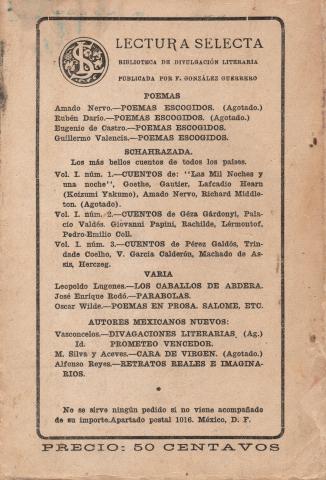 LECTURA SELECTA
BIBLIOTECA DE DIVULGACIÓN LITERARIA
PUBLICADA POR F. GONZÁLEZ GUERRERO
POEMAS
Amado Nervo.—POEMAS ESCOGIDOS. (Agotado.)
Rubén Darío.—POEMAS ESCOGIDOS. (Agotado.)
Eugenio de Castro.—POEMAS ESCOGIDOS.
Guillermo Valencia.—POEMAS ESCOGIDOS.
SCHAHRAZADA.
Los más bellos cuentos de todos los países.
Vol. I. núm. 1.—CUENTOS de: "Las Mil Noches y
una noche", Goethe, Gautier, Lafcadio Hearn
(Koizumi Yakumo), Amado Nervo, Richard Middle-
ton. (Agotado).
Vol. I. núm. 2.—CUENTOS de Géza Gárdonyi, Pala-
cio Valdés. Giovanni Papini, Rachilde, Lérmontof,
Pedro-Emilio Coll.
Vol. I. núm. 3.—CUENTOS de Pérez Galdós, Trin-
dade Coelho, V. García Calderón, Machado de As-
sis, Herczeg.
VARIA
Leopoldo Lugones.—LOS CABALLOS DE ABDERA.
José Enrique Rodó.—PARABOLAS.
Oscar Wilde.—POEMAS EN PROSA. SALOME, ETC.
AUTORES MEXICANOS NUEVOS:
Vasconcelos.—DIVAGACIONES LITERARIAS. (Ag.)
Id. PROMETEO VENCEDOR.
M. Silva y Aceves.—CARA DE VIRGEN. (Agotado.)
Alfonso Reyes.—RETRATOS REALES E IMAGINA-
RIOS.
No se sirve ningún pedido si no viene acompañado
de su importe.Apartado postal 1016. México, D. F.
PRECIO: 50 CENTAVOS